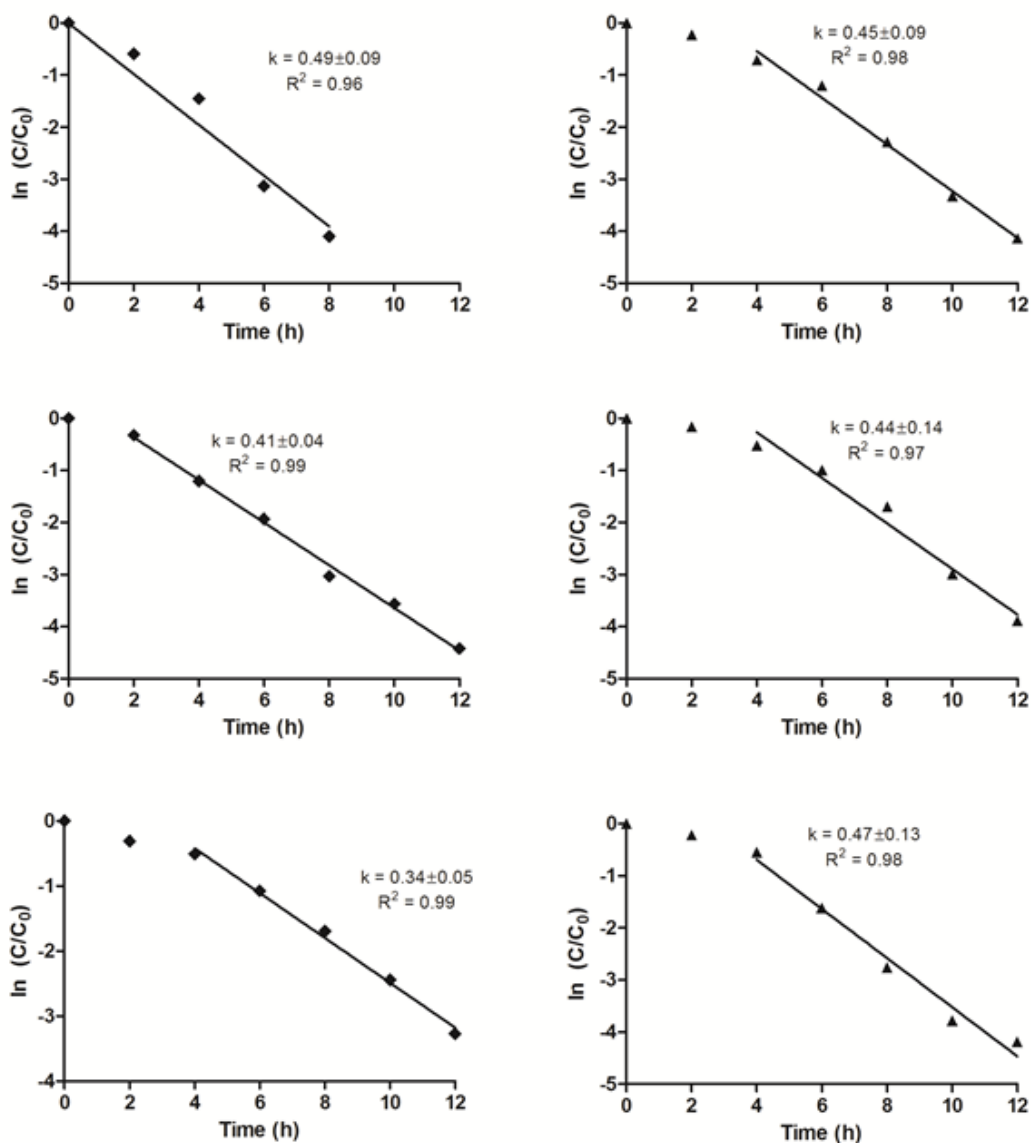 0
-1
-2
-3
-4
-5
ln (C/C₀)
k = 0.49±0.09
R² = 0.96
0 2 4 6 8 10 12
Time (h)
0
-1
-2
-3
-4
-5
ln (C/C₀)
k = 0.45±0.09
R² = 0.98
0 2 4 6 8 10 12
Time (h)
0
-1
-2
-3
-4
-5
ln (C/C₀)
k = 0.41±0.04
R² = 0.99
0 2 4 6 8 10 12
Time (h)
0
-1
-2
-3
-4
-5
ln (C/C₀)
k = 0.44±0.14
R² = 0.97
0 2 4 6 8 10 12
Time (h)
0
-1
-2
-3
-4
ln (C/C₀)
k = 0.34±0.05
R² = 0.99
0 2 4 6 8 10 12
Time (h)
0
-1
-2
-3
-4
-5
ln (C/C₀)
k = 0.47±0.13
R² = 0.98
0 2 4 6 8 10 12
Time (h)